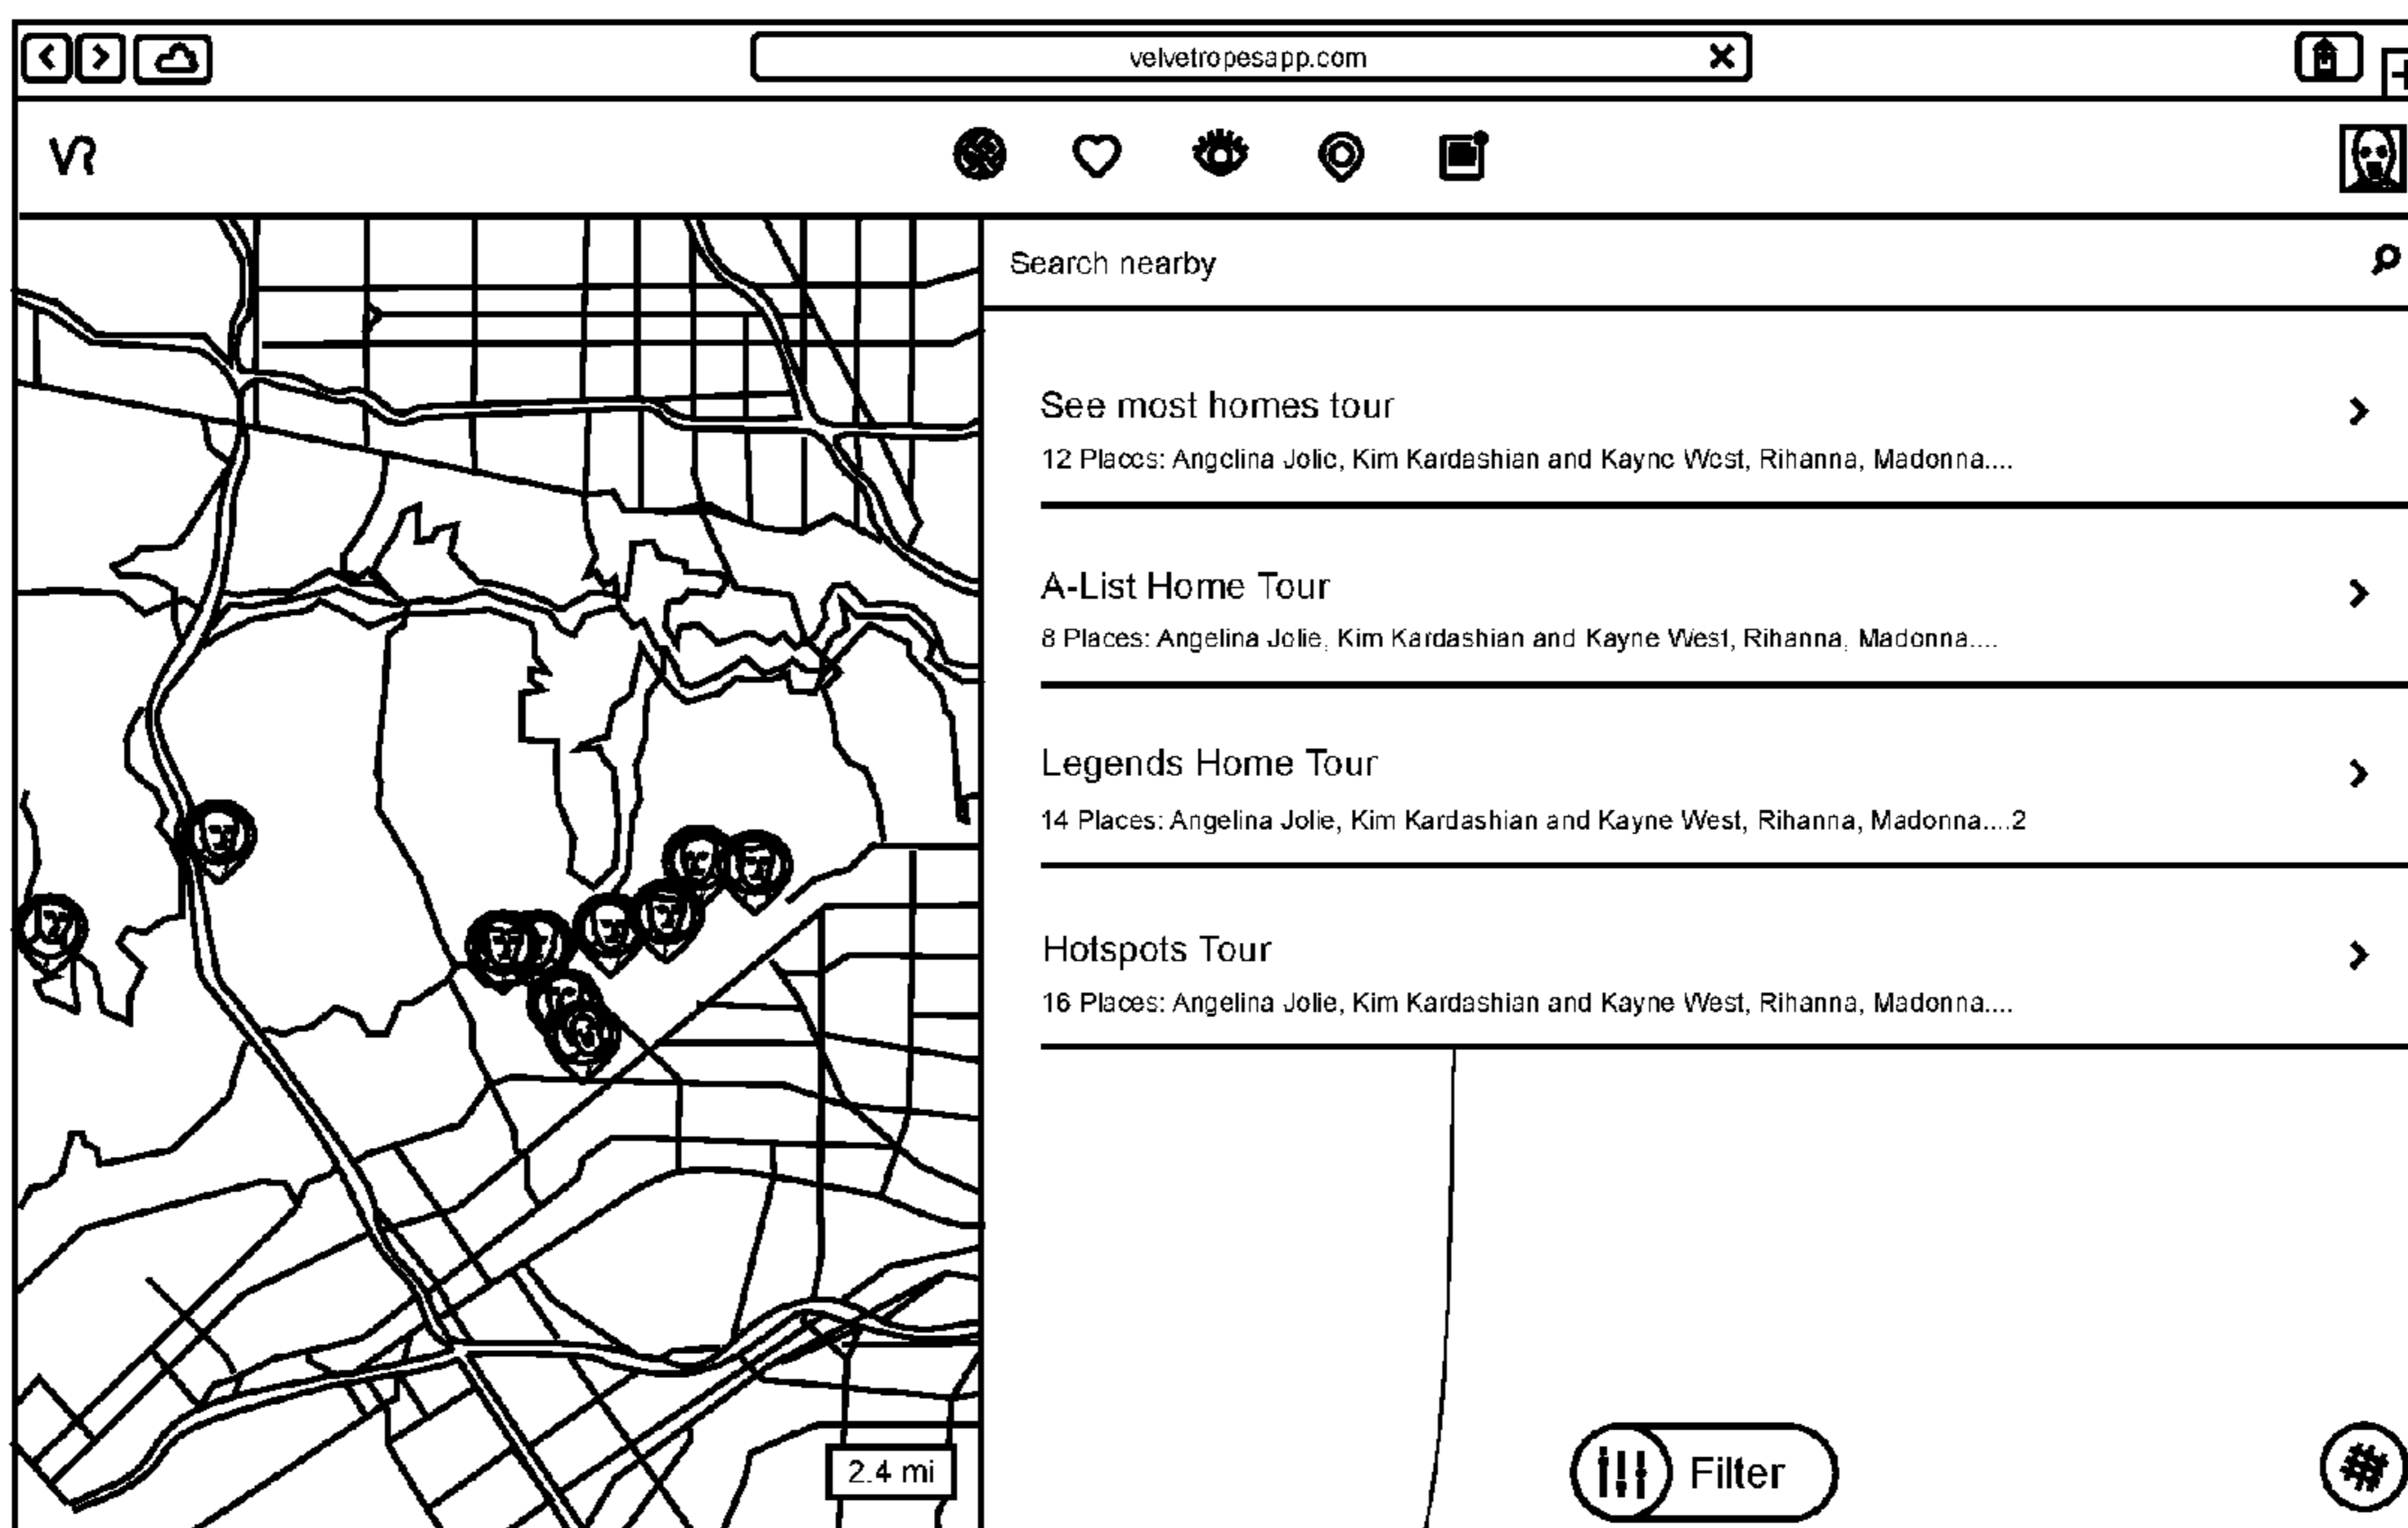 velvetropesapp.com
VR
Search nearby
See most homes tour
12 Places: Angelina Jolie, Kim Kardashian and Kayne West, Rihanna, Madonna....
A-List Home Tour
8 Places: Angelina Jolie, Kim Kardashian and Kayne West, Rihanna, Madonna....
Legends Home Tour
14 Places: Angelina Jolie, Kim Kardashian and Kayne West, Rihanna, Madonna....2
Hotspots Tour
16 Places: Angelina Jolie, Kim Kardashian and Kayne West, Rihanna, Madonna....
2.4 mi
Filter